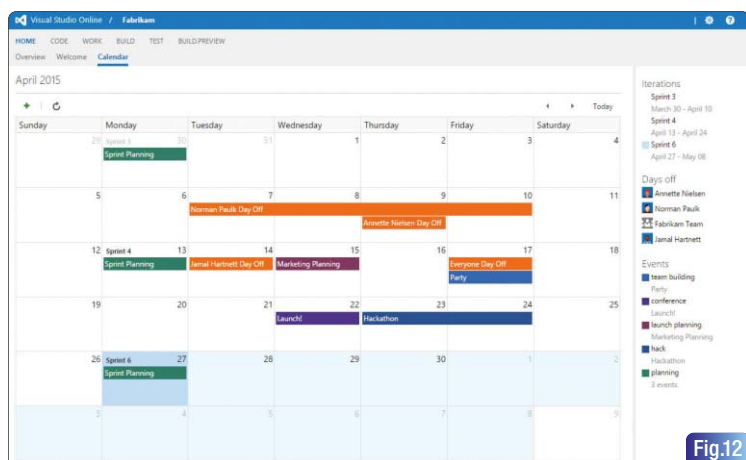 Visual Studio Online / Fabrikam
HOME CODE WORK BUILD TEST BUILD.PREVIEW
Overview Welcome Calendar
April 2015
Today
Sunday Monday Tuesday Wednesday Thursday Friday Saturday
29 Sprint 3 30 31 1 2 3 4
Sprint Planning
5 6 7 8 9 10 11
Norman Paulk Day Off
Annette Nielsen Day Off
12 Sprint 4 13 14 15 16 17 18
Sprint Planning Jamal Hartnett Day Off Marketing Planning Everyone Day Off
Party
19 20 21 22 23 24 25
Launch! Hackathon
26 Sprint 6 27 28 29 30 1 2
Sprint Planning
3 4 5 6 7 8 9
Iterations
Sprint 3
March 30 - April 10
Sprint 4
April 13 - April 24
Sprint 6
April 27 - May 08
Days off
Annette Nielsen
Norman Paulk
Fabrikam Team
Jamal Hartnett
Events
team building
Party
conference
Launch!
launch planning
Marketing Planning
hack
Hackathon
planning
3 events
Fig.12